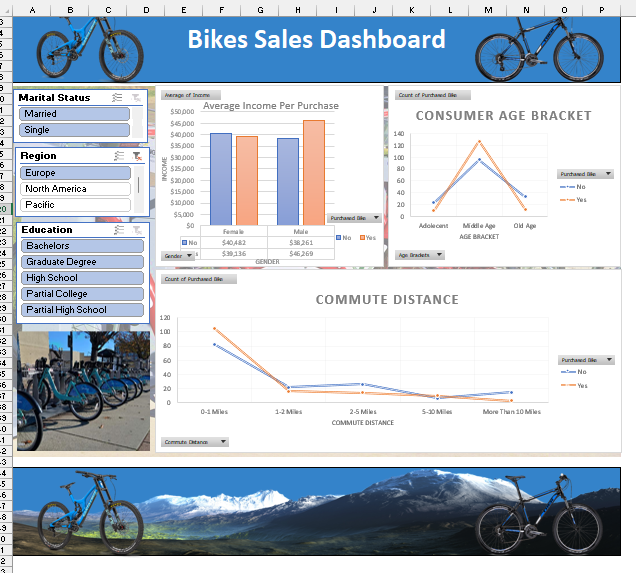 A B C D E F G H I J K L M N O P
Bikes Sales Dashboard
Marital Status
Married
Single
Region
Europe
North America
Pacific
Education
Bachelors
Graduate Degree
High School
Partial College
Partial High School
Average of Income
Average Income Per Purchase
$50,000
$45,000
$40,000
$35,000
$30,000
$25,000
$20,000
$15,000
$10,000
$5,000
$0
INCOME
Female Male
No $40,482 $38,261
$39,136 $46,269
GENDER
Gender
Purchased Bike
No Yes
Count of Purchased Bike
CONSUMER AGE BRACKET
140
120
100
80
60
40
20
0
Adolecent Middle Age Old Age
AGE BRACKET
Purchased Bike
No
Yes
Age Brackets
Count of Purchased Bike
COMMUTE DISTANCE
120
100
80
60
40
20
0
0-1 Miles 1-2 Miles 2-5 Miles 5-10 Miles More Than 10 Miles
COMMUTE DISTANCE
Purchased Bike
No
Yes
Commute Distance